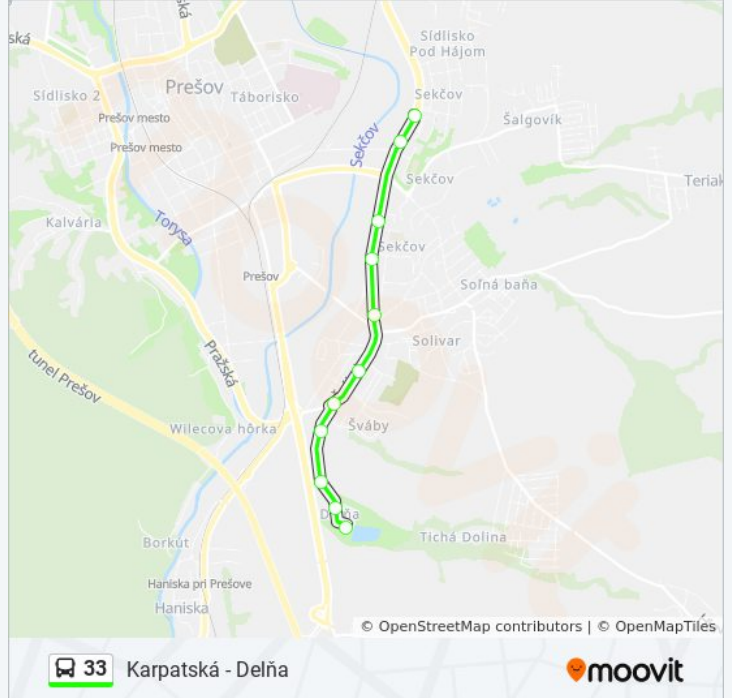 Sídlisko
Pod Hájom
ká
ská
Prešov
Sídlisko 2
Táborisko
Sekčov
Prešov mesto
Šalgovík
Prešov mesto
Sekčov
Sekčov
Teriak
Kalvária
Torysa
Sekčov
Prešov
Soľná baňa
Solivar
Pražská
tunel Prešov
Wilecova hôrka
Šváby
Delňa
Tichá Dolina
Borkút
Haniska pri Prešove
Haniska
© OpenStreetMap contributors | © OpenMapTiles
33 Karpatská - Delňa
moovit